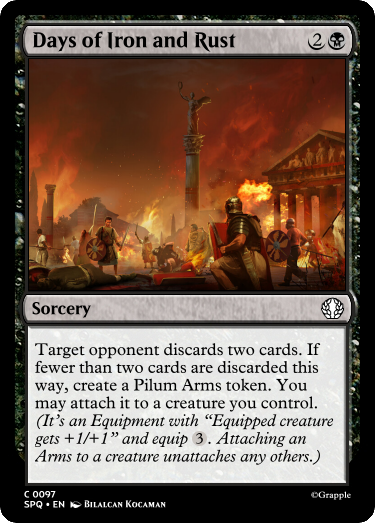 Days of Iron and Rust 2
Sorcery
Target opponent discards two cards. If
fewer than two cards are discarded this
way, create a Pilum Arms token. You
may attach it to a creature you control.
(It's an Equipment with “Equipped creature
gets +1/+1” and equip 3. Attaching an
Arms to a creature unattaches any others.)
C 0097
SPQ • EN BILALCAN KOCAMAN
©Grapple